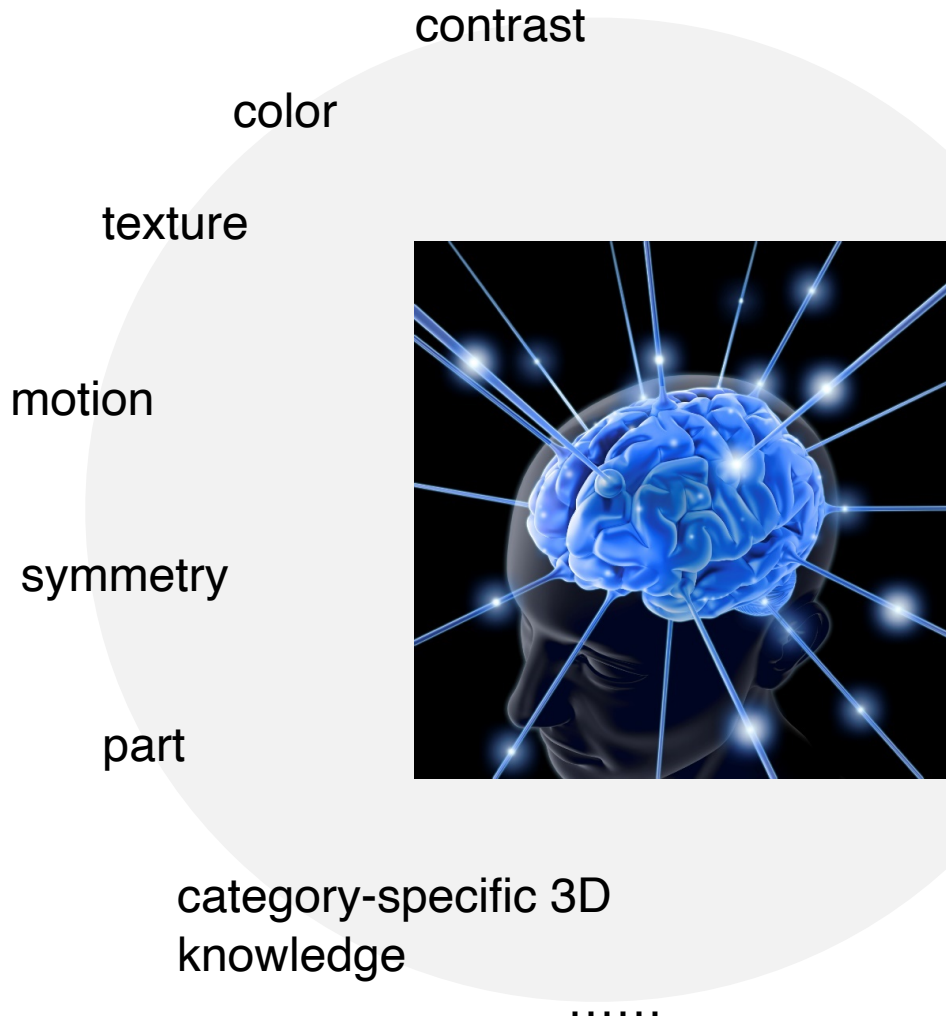 contrast
color
texture
motion
symmetry
part
category-specific 3D
knowledge
......